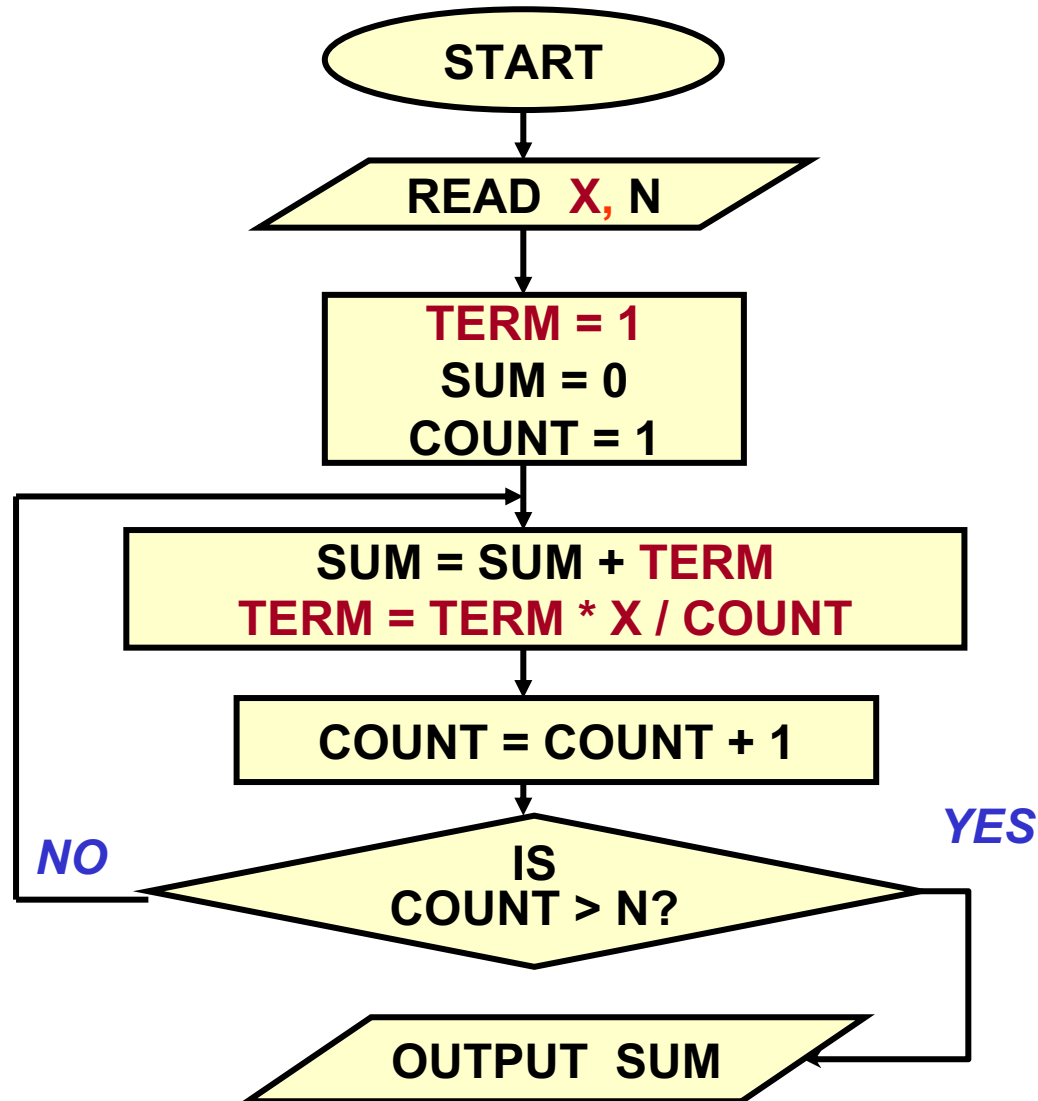 START
READ X, N
TERM = 1
SUM = 0
COUNT = 1
SUM = SUM + TERM
TERM = TERM * X / COUNT
COUNT = COUNT + 1
NO
YES
IS
COUNT > N?
OUTPUT SUM